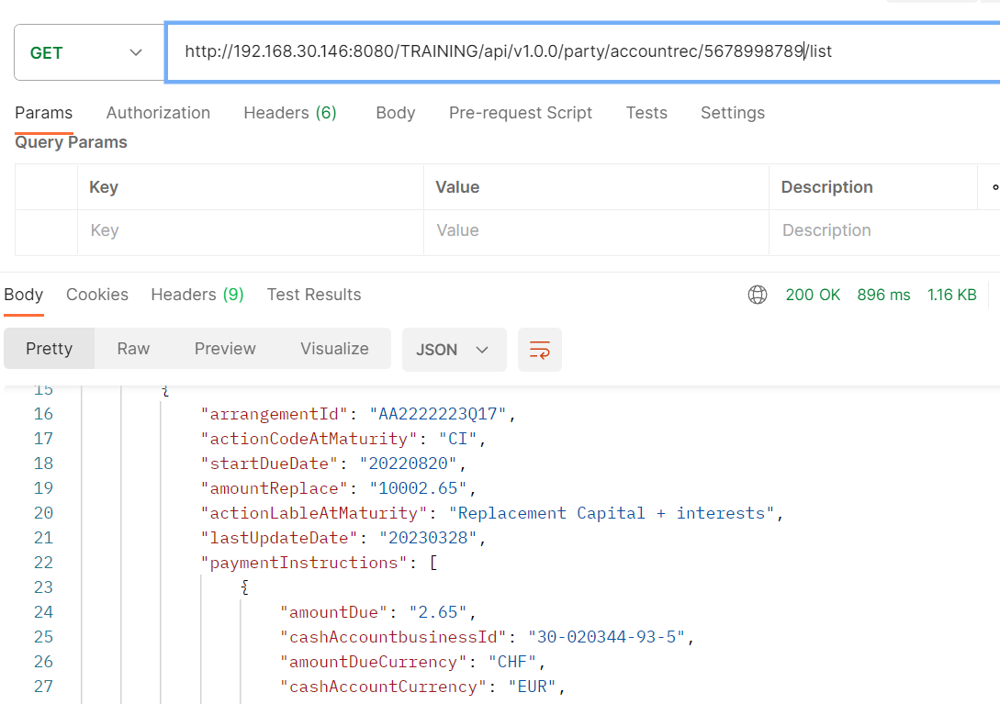 GET
http://192.168.30.146:8080/TRAINING/api/v1.0.0/party/accountrec/5678998789/list
Params Authorization Headers (6) Body Pre-request Script Tests Settings
Query Params
Key Value Description
Key Value Description
Body Cookies Headers (9) Test Results 200 OK 896 ms 1.16 KB
Pretty Raw Preview Visualize JSON
15 {
16 "arrangementId": "AA2222223Q17",
17 "actionCodeAtMaturity": "CI",
18 "startDueDate": "20220820",
19 "amountReplace": "10002.65",
20 "actionLableAtMaturity": "Replacement Capital + interests",
21 "lastUpdateDate": "20230328",
22 "paymentInstructions": [
23 {
24 "amountDue": "2.65",
25 "cashAccountbusinessId": "30-020344-93-5",
26 "amountDueCurrency": "CHF",
27 "cashAccountCurrency": "EUR",